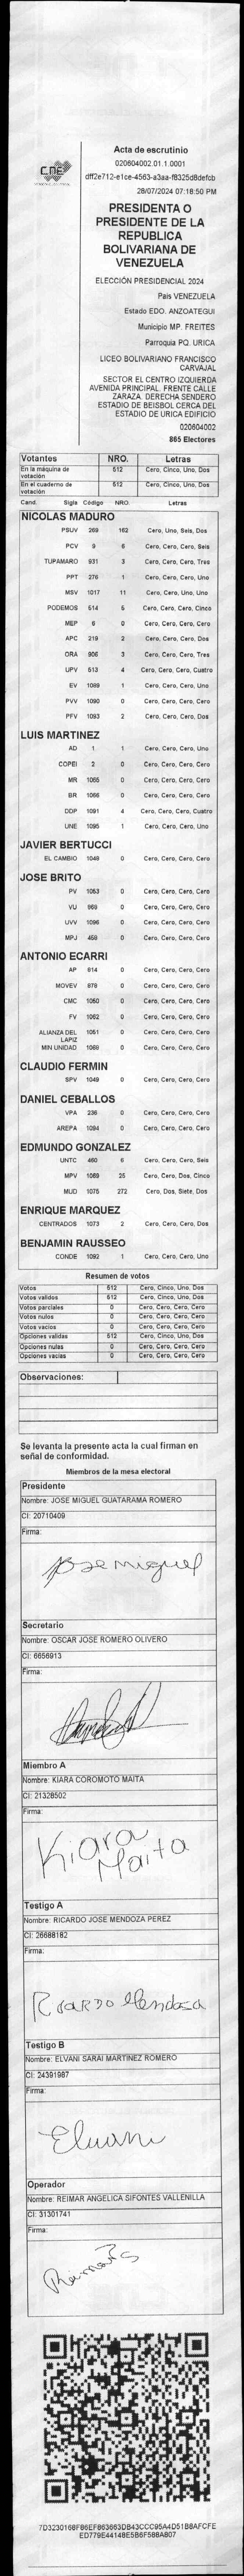 CNE
Acta de escrutinio
020604002.01.1.0001
dff2e712-e1ce-4563-a3aa-f8325d8defcb
28/07/2024 07:18:50 PM
PRESIDENTA O
PRESIDENTE DE LA
REPUBLICA
BOLIVARIANA DE
VENEZUELA
ELECCIÓN PRESIDENCIAL 2024
Pais VENEZUELA
Estado EDO. ANZOATEGUI
Municipio MP. FREITES
Parroquia PQ. URICA
LICEO BOLIVARIANO FRANCISCO
CARVAJAL
SECTOR EL CENTRO IZQUIERDA
AVENIDA PRINCIPAL. FRENTE CALLE
ZARAZA. DERECHA SENDERO
ESTADIO DE BEISBOL CERCA DEL
ESTADIO DE URICA EDIFICIO
020604002
865 Electores
Votantes NRO. Letras
En la máquina de votación 512 Cero, Cinco, Uno, Dos
En el cuaderno de votación 512 Cero, Cinco, Uno, Dos
Cand. Sigla Código NRO. Letras
NICOLAS MADURO
PSUV 269 162 Cero, Uno, Seis, Dos
PCV 9 6 Cero, Cero, Cero, Seis
TUPAMARO 931 3 Cero, Cero, Cero, Tres
PPT 276 1 Cero, Cero, Cero, Uno
MSV 1017 11 Cero, Cero, Uno, Uno
PODEMOS 514 5 Cero, Cero, Cero, Cinco
MEP 6 0 Cero, Cero, Cero, Cero
APC 219 2 Cero, Cero, Cero, Dos
ORA 906 3 Cero, Cero, Cero, Tres
UPV 513 4 Cero, Cero, Cero, Cuatro
EV 1089 1 Cero, Cero, Cero, Uno
PVV 1090 0 Cero, Cero, Cero, Cero
PFV 1093 2 Cero, Cero, Cero, Dos
LUIS MARTINEZ
AD 1 1 Cero, Cero, Cero, Uno
COPEI 2 0 Cero, Cero, Cero, Cero
MR 1065 0 Cero, Cero, Cero, Cero
BR 1066 0 Cero, Cero, Cero, Cero
DDP 1091 4 Cero, Cero, Cero, Cuatro
UNE 1095 1 Cero, Cero, Cero, Uno
JAVIER BERTUCCI
EL CAMBIO 1048 0 Cero, Cero, Cero, Cero
JOSE BRITO
PV 1053 0 Cero, Cero, Cero, Cero
VU 969 0 Cero, Cero, Cero, Cero
UVV 1096 0 Cero, Cero, Cero, Cero
MPJ 458 0 Cero, Cero, Cero, Cero
ANTONIO ECARRI
AP 814 0 Cero, Cero, Cero, Cero
MOVEV 879 0 Cero, Cero, Cero, Cero
CMC 1050 0 Cero, Cero, Cero, Cero
FV 1062 0 Cero, Cero, Cero, Cero
ALIANZA DEL LAPIZ 1051 0 Cero, Cero, Cero, Cero
MIN UNIDAD 1068 0 Cero, Cero, Cero, Cero
CLAUDIO FERMIN
SPV 1049 0 Cero, Cero, Cero, Cero
DANIEL CEBALLOS
VPA 236 0 Cero, Cero, Cero, Cero
AREPA 1094 0 Cero, Cero, Cero, Cero
EDMUNDO GONZALEZ
UNTC 460 6 Cero, Cero, Cero, Seis
MPV 1069 25 Cero, Cero, Dos, Cinco
MUD 1075 272 Cero, Dos, Siete, Dos
ENRIQUE MARQUEZ
CENTRADOS 1073 2 Cero, Cero, Cero, Dos
BENJAMIN RAUSSEO
CONDE 1092 1 Cero, Cero, Cero, Uno
Resumen de votos
Votos 512 Cero, Cinco, Uno, Dos
Votos validos 512 Cero, Cinco, Uno, Dos
Votos parciales 0 Cero, Cero, Cero, Cero
Votos nulos 0 Cero, Cero, Cero, Cero
Votos vacios 0 Cero, Cero, Cero, Cero
Opciones validas 512 Cero, Cinco, Uno, Dos
Opciones nulas 0 Cero, Cero, Cero, Cero
Opciones vacias 0 Cero, Cero, Cero, Cero
Observaciones:
Se levanta la presente acta la cual firman en
señal de conformidad.
Miembros de la mesa electoral
Presidente
Nombre: JOSE MIGUEL GUATARAMA ROMERO
CI: 20710409
Firma:
Jose miguel
Secretario
Nombre: OSCAR JOSE ROMERO OLIVERO
CI: 6656913
Firma:
Miembro A
Nombre: KIARA COROMOTO MAITA
CI: 21328502
Firma:
Kiara
Maita
Testigo A
Nombre: RICARDO JOSE MENDOZA PEREZ
CI: 26688182
Firma:
Ricardo Mendoza
Testigo B
Nombre: ELVANI SARAI MARTINEZ ROMERO
CI: 24391987
Firma:
Elvani
Operador
Nombre: REIMAR ANGELICA SIFONTES VALLENILLA
CI: 31301741
Firma:
7D3230168F86EF863663DB43CCC95A4D51B8AFCFE
ED779E44148E5B6F588A807